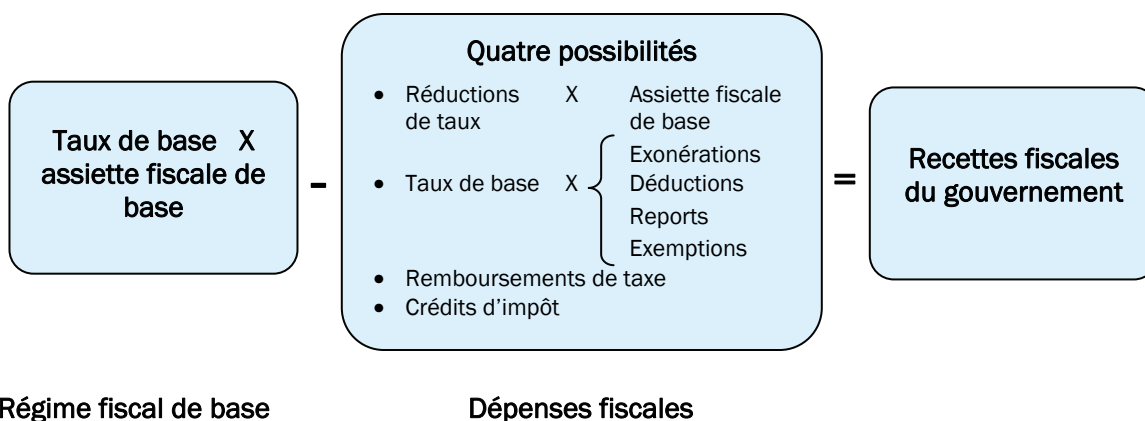 Taux de base X
assiette fiscale de
base
-
Quatre possibilités
• Réductions X Assiette fiscale
de taux de base
Exonérations
• Taux de base X Déductions
Reports
Exemptions
• Remboursements de taxe
• Crédits d'impôt
=
Recettes fiscales
du gouvernement
Régime fiscal de base
Dépenses fiscales